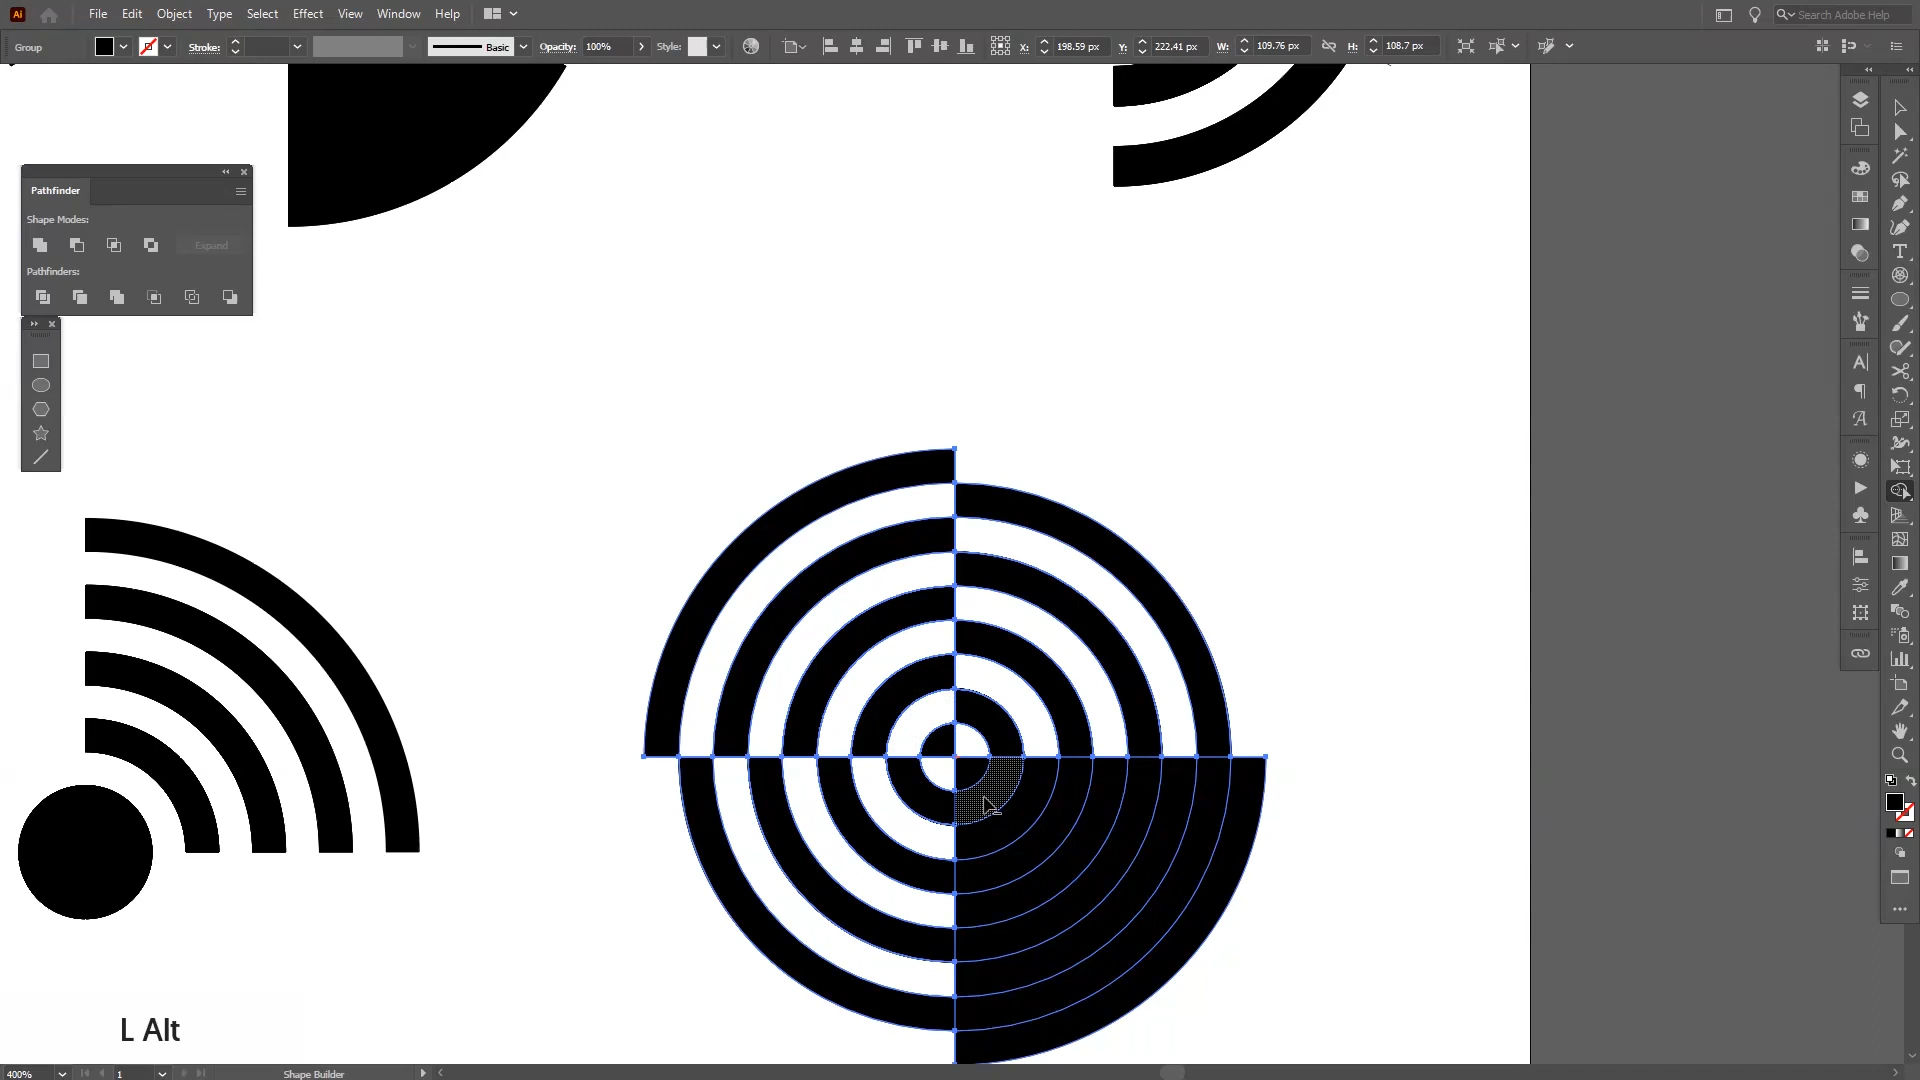 Ai File Edit Object Type Select Effect View Window Help Search Adobe Help
Group Stroke: Basic Opacity: 100% Style: X: 198.59 px Y: 222.41 px W: 109.76 px H: 108.7 px
Pathfinder
Shape Modes:
Expand
Pathfinders:
L Alt
400% 1 Shape Builder